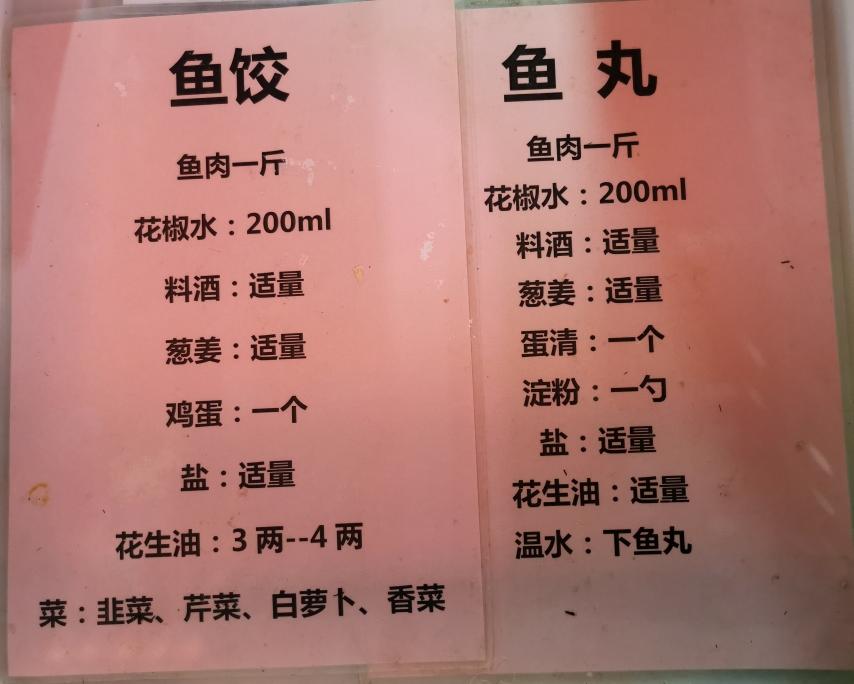 鱼饺
鱼肉一斤
花椒水：200ml
料酒：适量
葱姜：适量
鸡蛋：一个
盐：适量
花生油：3两--4两
菜：韭菜、芹菜、白萝卜、香菜
鱼 丸
鱼肉一斤
花椒水：200ml
料酒：适量
葱姜：适量
蛋清：一个
淀粉：一勺
盐：适量
花生油：适量
温水：下鱼丸